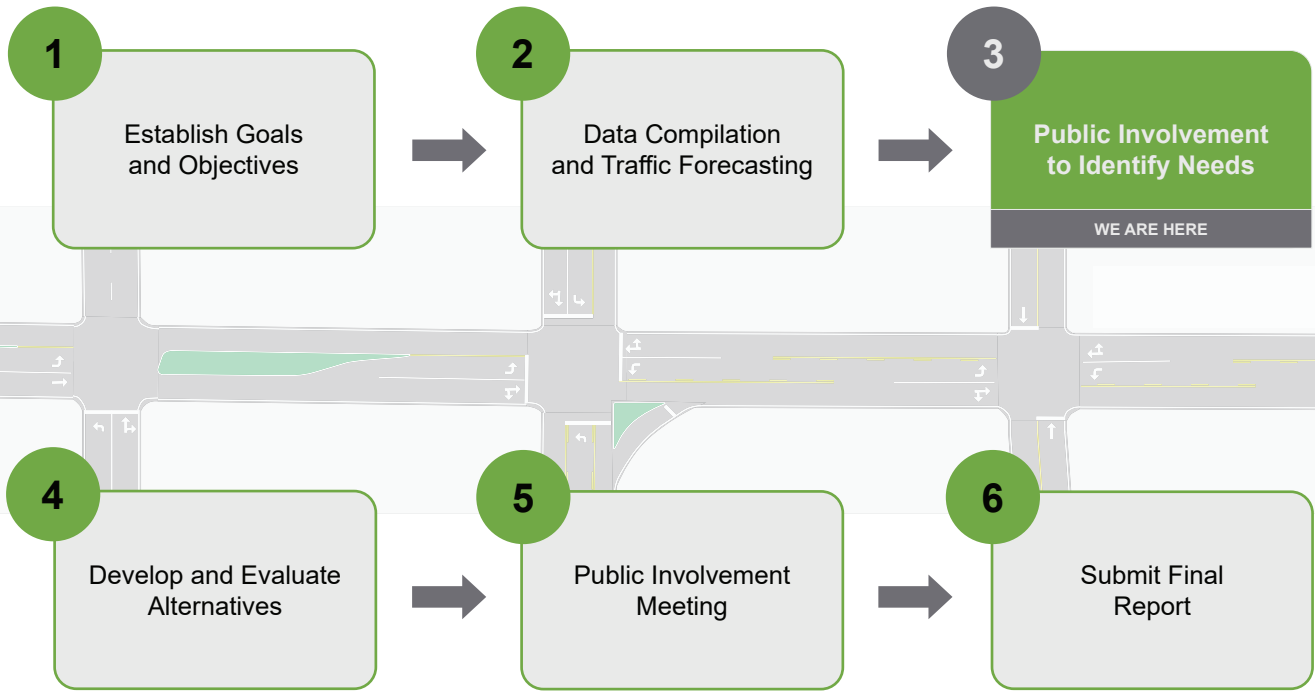 1
Establish Goals
and Objectives
2
Data Compilation
and Traffic Forecasting
3
Public Involvement
to Identify Needs
WE ARE HERE
4
Develop and Evaluate
Alternatives
5
Public Involvement
Meeting
6
Submit Final
Report